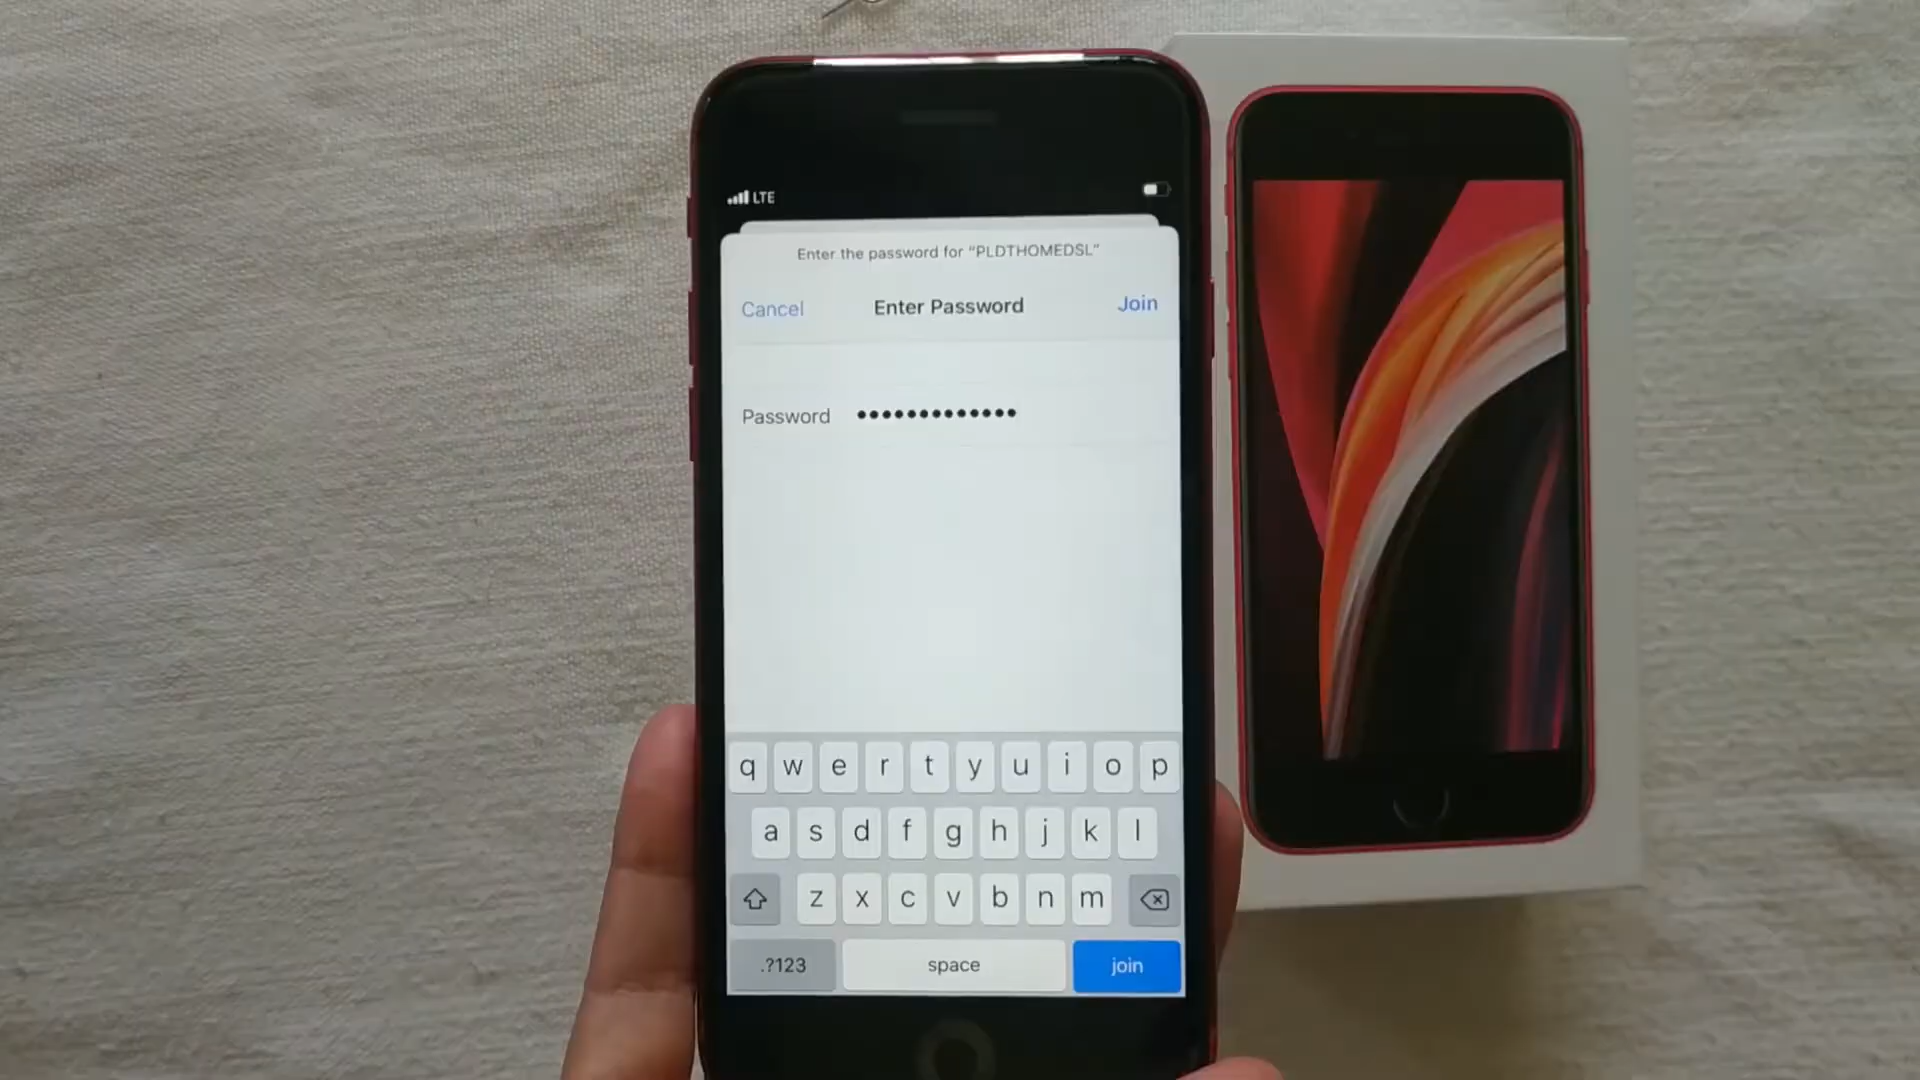 LTE
Enter the password for “PLDTHOMEDSL”
Cancel Enter Password Join
Password •••••••••••••
q w e r t y u i o p
a s d f g h j k l
z x c v b n m
.?123 space join